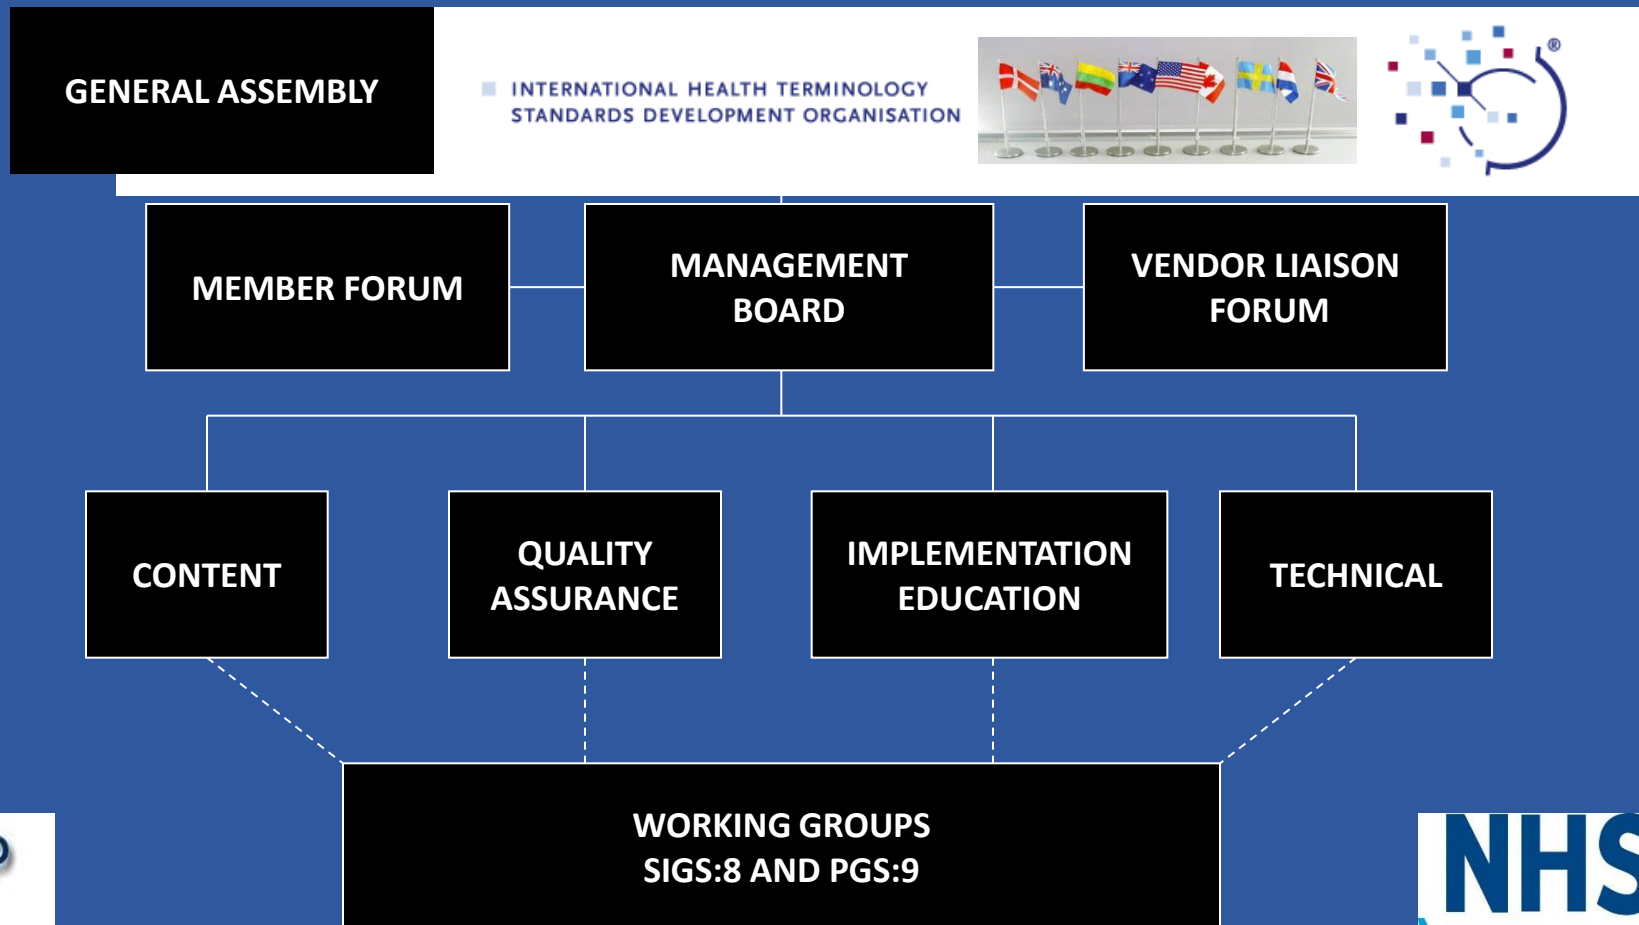 GENERAL ASSEMBLY
INTERNATIONAL HEALTH TERMINOLOGY
STANDARDS DEVELOPMENT ORGANISATION
®
MEMBER FORUM
MANAGEMENT
BOARD
VENDOR LIAISON
FORUM
CONTENT
QUALITY
ASSURANCE
IMPLEMENTATION
EDUCATION
TECHNICAL
WORKING GROUPS
SIGS:8 AND PGS:9
NHS